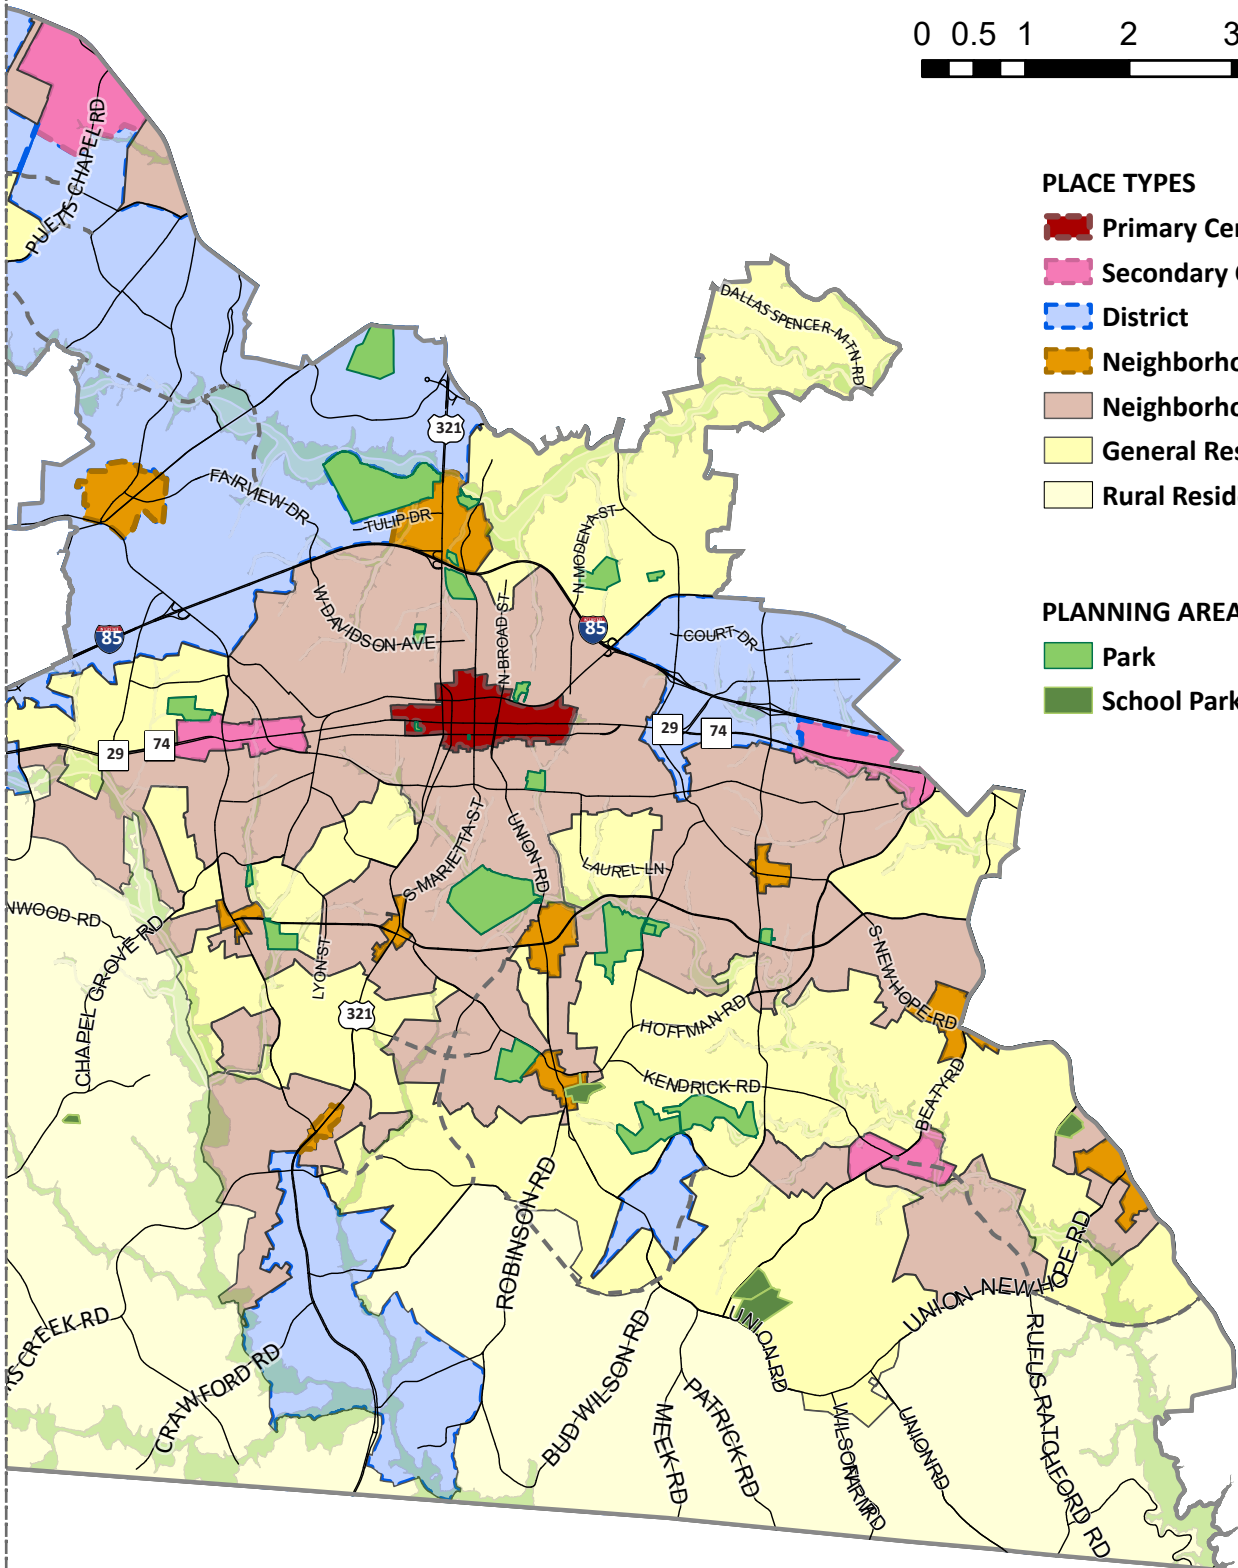 0 0.5 1 2 3
PLACE TYPES
Primary Cen
Secondary C
District
Neighborho
Neighborho
General Res
Rural Reside
PLANNING AREA
Park
School Park
PUETTS CHAPEL RD
DALLAS SPENCER MTN RD
321
FAIRVIEW DR
TULIP DR
N MODENA ST
W DAVIDSON AVE
N BROAD ST
85
85
COURT DR
29
74
29
74
S MARIETTA ST
UNION RD
LAUREL LN
NWOOD RD
CHAPEL GROVE RD
LYON ST
321
S NEW HOPE RD
HOFFMAN RD
KENDRICK RD
BEATY RD
ROBINSON RD
UNION NEW HOPE RD
RS CREEK RD
CRAWFORD RD
BUD WILSON RD
UNION RD
RUFUS RATCHFORD RD
MEEK RD
PATRICK RD
WILSON FARM RD
UNION RD